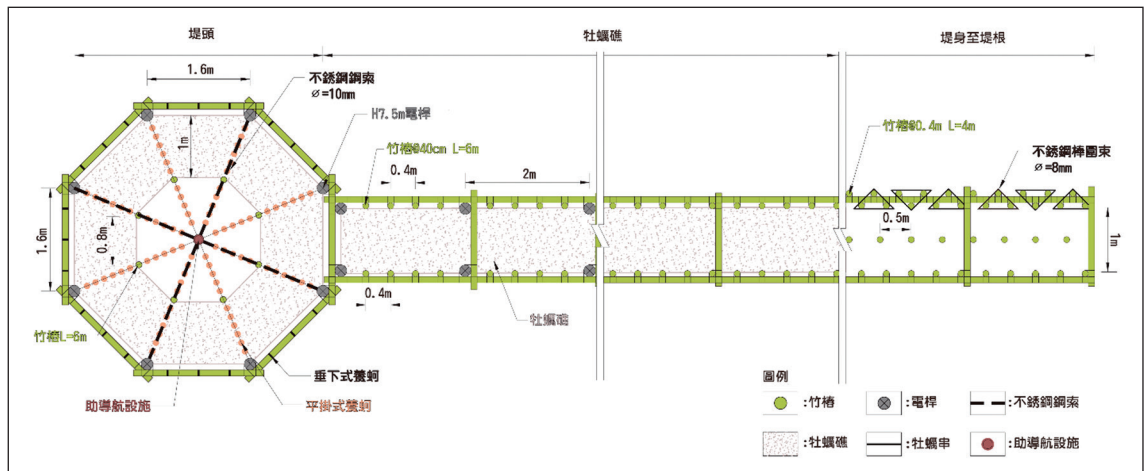 堤頭
牡蠣礁
堤身至堤根
1.6m
不銹鋼鋼索
Ø=10mm
H7.5m電桿
竹樁Ø40cm L=6m
0.4m
2m
竹樁@0.4m L=4m
不銹鋼棒圍束
Ø=8mm
1m
1.6m
0.8m
0.5m
1m
0.4m
牡蠣礁
竹樁L=6m
垂下式養蚵
助導航設施
平掛式養蚵
圖例
:竹樁
:電桿
:不銹鋼鋼索
:牡蠣礁
:牡蠣串
:助導航設施